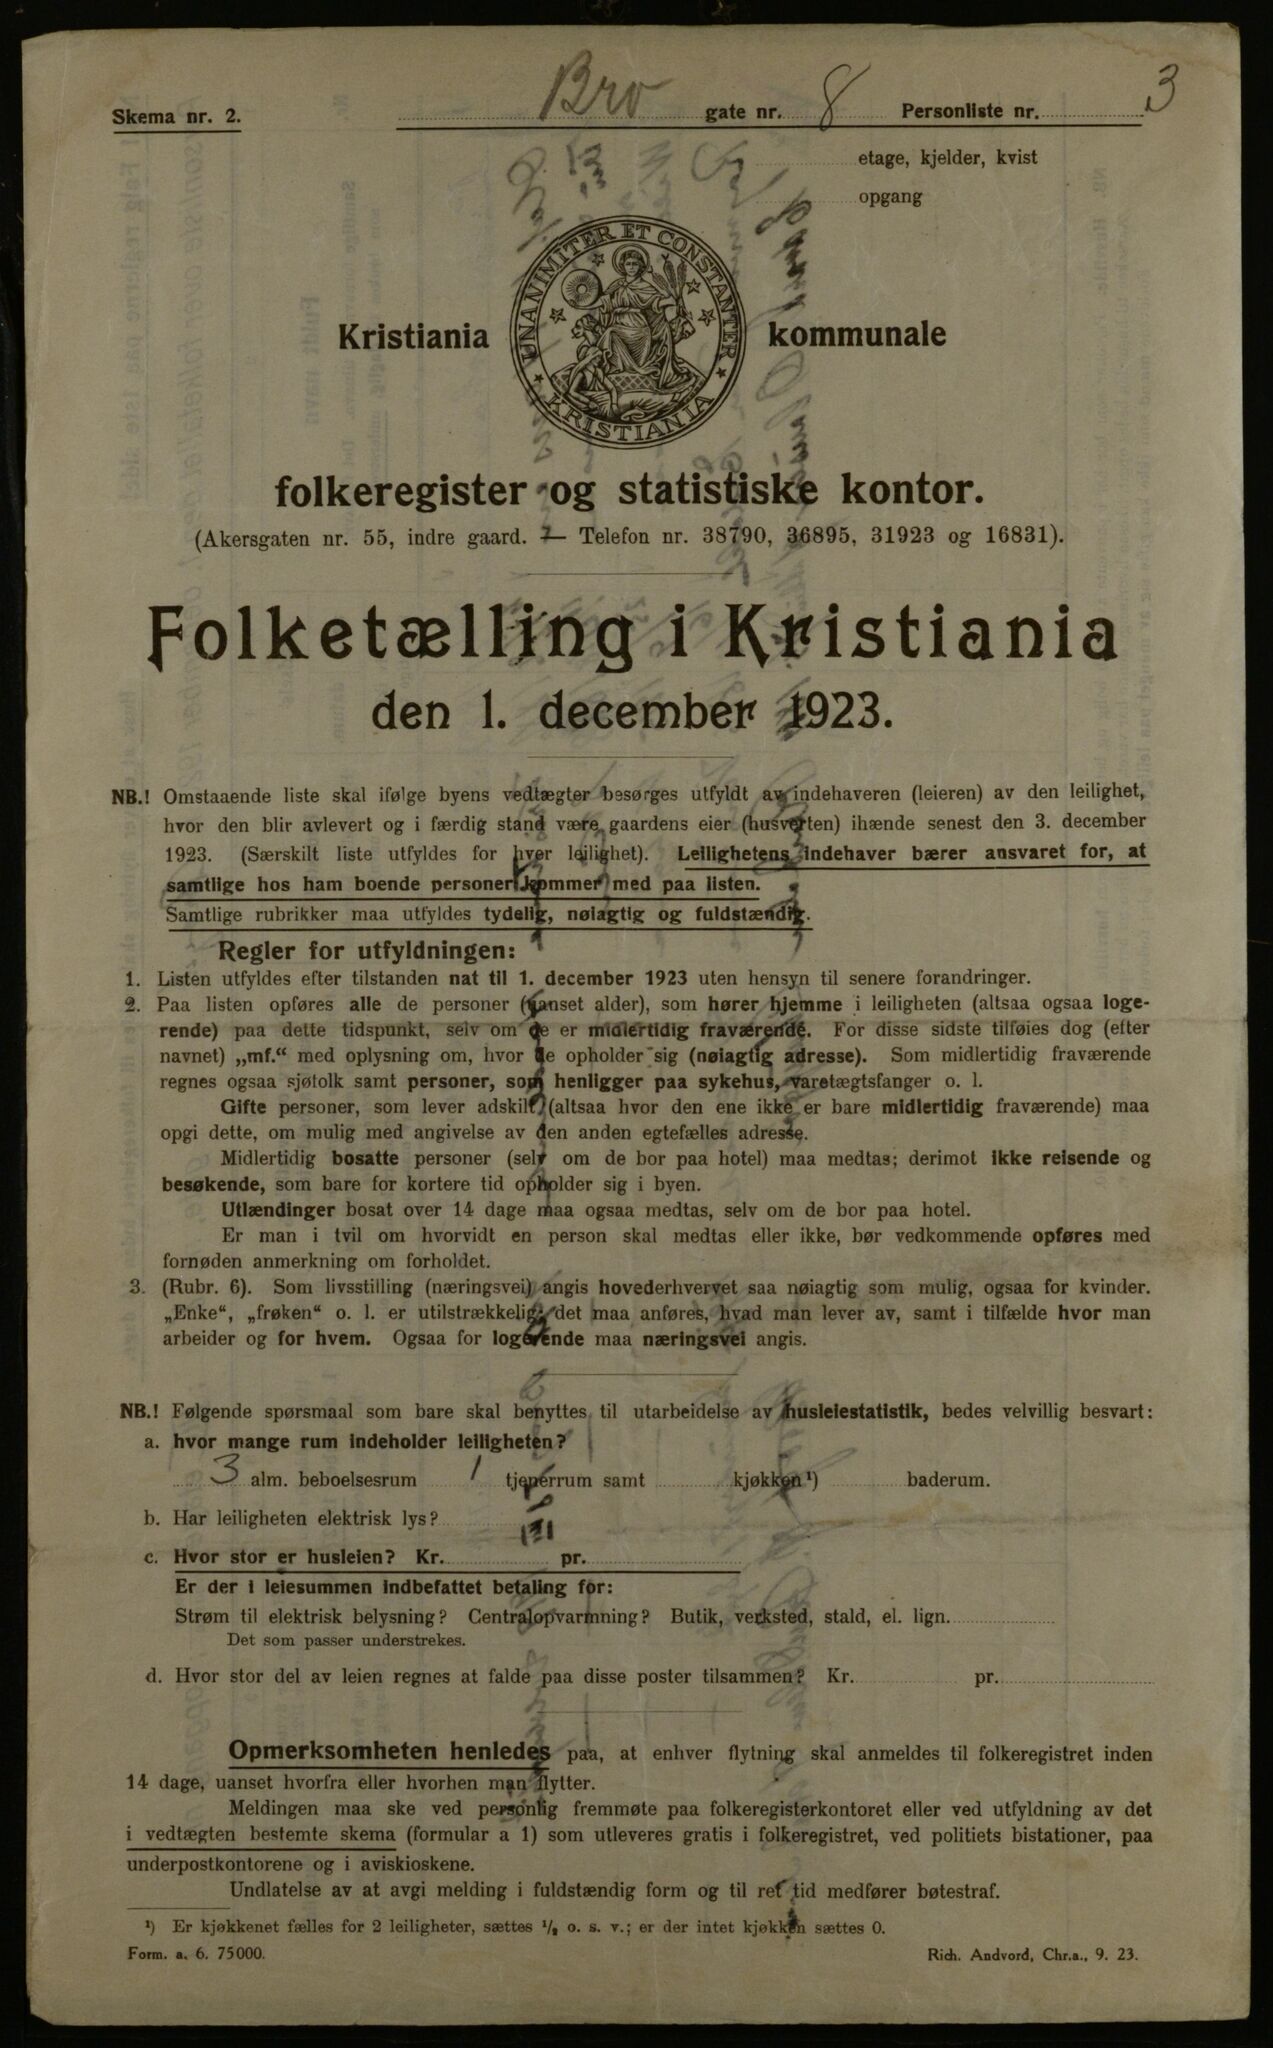 Skema nr. 2.
Bro gate nr. 8 Personliste nr. 3
etage, kjelder, kvist
opgang
UNANIMITER ET CONSTANTER
KRISTIANIA
Kristiania kommunale
folkeregister og statistiske kontor.
(Akersgaten nr. 55, indre gaard. — Telefon nr. 38790, 36895, 31923 og 16831).
Folketælling i Kristiania
den 1. december 1923.
NB.! Omstaaende liste skal ifølge byens vedtægter besørges utfyldt av indehaveren (leieren) av den leilighet,
hvor den blir avlevert og i færdig stand være gaardens eier (husverten) ihænde senest den 3. december
1923. (Særskilt liste utfyldes for hver leilighet). Leilighetens indehaver bærer ansvaret for, at
samtlige hos ham boende personer kommer med paa listen.
Samtlige rubrikker maa utfyldes tydelig, nøiagtig og fuldstændig.
Regler for utfyldningen:
1. Listen utfyldes efter tilstanden nat til 1. december 1923 uten hensyn til senere forandringer.
2. Paa listen opføres alle de personer (uanset alder), som hører hjemme i leiligheten (altsaa ogsaa loge-
rende) paa dette tidspunkt, selv om de er midlertidig fraværende. For disse sidste tilføies dog (efter
navnet) „mf.“ med oplysning om, hvor de opholder sig (nøiagtig adresse). Som midlertidig fraværende
regnes ogsaa sjøfolk samt personer, som henligger paa sykehus, varetægtsfanger o. l.
Gifte personer, som lever adskilt (altsaa hvor den ene ikke er bare midlertidig fraværende) maa
opgi dette, om mulig med angivelse av den anden egtefælles adresse.
Midlertidig bosatte personer (selv om de bor paa hotel) maa medtas; derimot ikke reisende og
besøkende, som bare for kortere tid opholder sig i byen.
Utlændinger bosat over 14 dage maa ogsaa medtas, selv om de bor paa hotel.
Er man i tvil om hvorvidt en person skal medtas eller ikke, bør vedkommende opføres med
fornøden anmerkning om forholdet.
3. (Rubr. 6). Som livsstilling (næringsvei) angis hovederhvervet saa nøiagtig som mulig, ogsaa for kvinder.
„Enke“, „frøken“ o. l. er utilstrækkelig; det maa anføres, hvad man lever av, samt i tilfælde hvor man
arbeider og for hvem. Ogsaa for logerende maa næringsvei angis.
NB.! Følgende spørsmaal som bare skal benyttes til utarbeidelse av husleiestatistik, bedes velvillig besvart:
a. hvor mange rum indeholder leiligheten?
3 alm. beboelsesrum 1 tjenerrum samt kjøkken ¹) baderum.
b. Har leiligheten elektrisk lys?
c. Hvor stor er husleien? Kr. pr.
Er der i leiesummen indbefattet betaling for:
Strøm til elektrisk belysning? Centralopvarmning? Butik, verksted, stald, el. lign.
Det som passer understrekes.
d. Hvor stor del av leien regnes at falde paa disse poster tilsammen? Kr. pr.
Opmerksomheten henledes paa, at enhver flytning skal anmeldes til folkeregistret inden
14 dage, uanset hvorfra eller hvorhen man flytter.
Meldingen maa ske ved personlig fremmøte paa folkeregisterkontoret eller ved utfyldning av det
i vedtægten bestemte skema (formular a 1) som utleveres gratis i folkeregistret, ved politiets bistationer, paa
underpostkontorene og i aviskioskene.
Undlatelse av at avgi melding i fuldstændig form og til ret tid medfører bøtestraf.
¹) Er kjøkkenet fælles for 2 leiligheter, sættes ½ o. s. v.; er der intet kjøkken sættes 0.
Form. a. 6. 75000. Rich. Andvord, Chr.a., 9. 23.